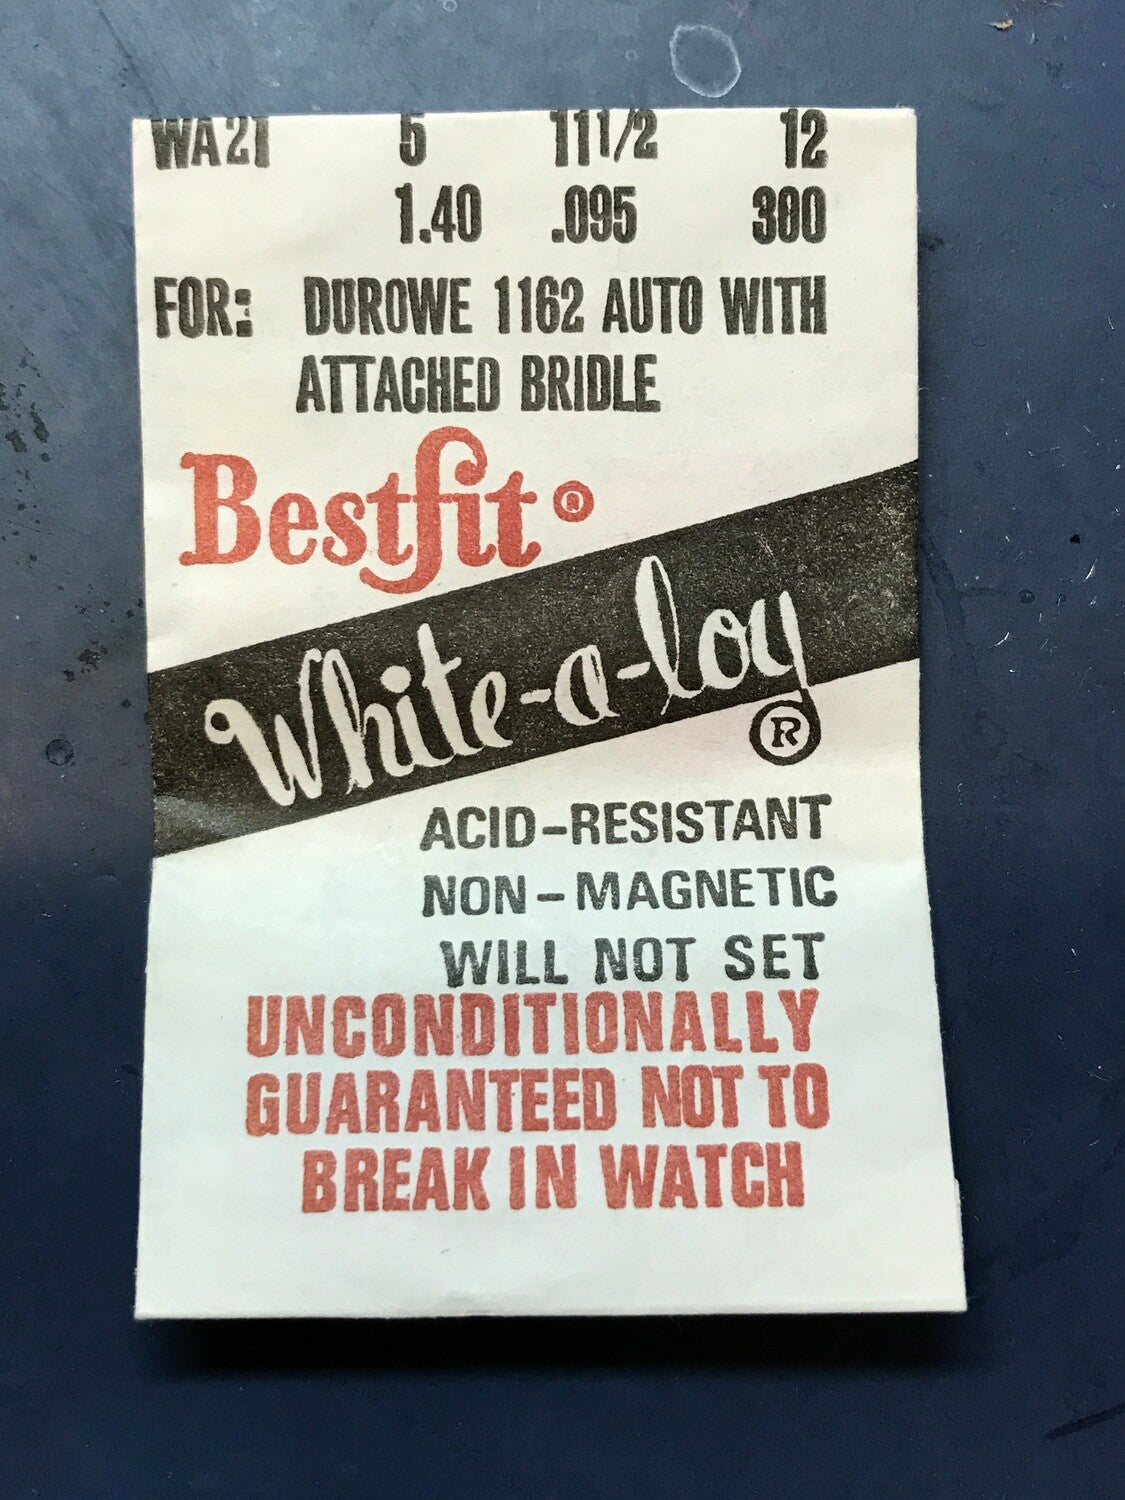 WA21 5 11 1/2 12
1.40 .095 300
FOR: DUROWE 1162 AUTO WITH
ATTACHED BRIDLE
Bestfit ®
White-a-loy
®
ACID-RESISTANT
NON-MAGNETIC
WILL NOT SET
UNCONDITIONALLY
GUARANTEED NOT TO
BREAK IN WATCH